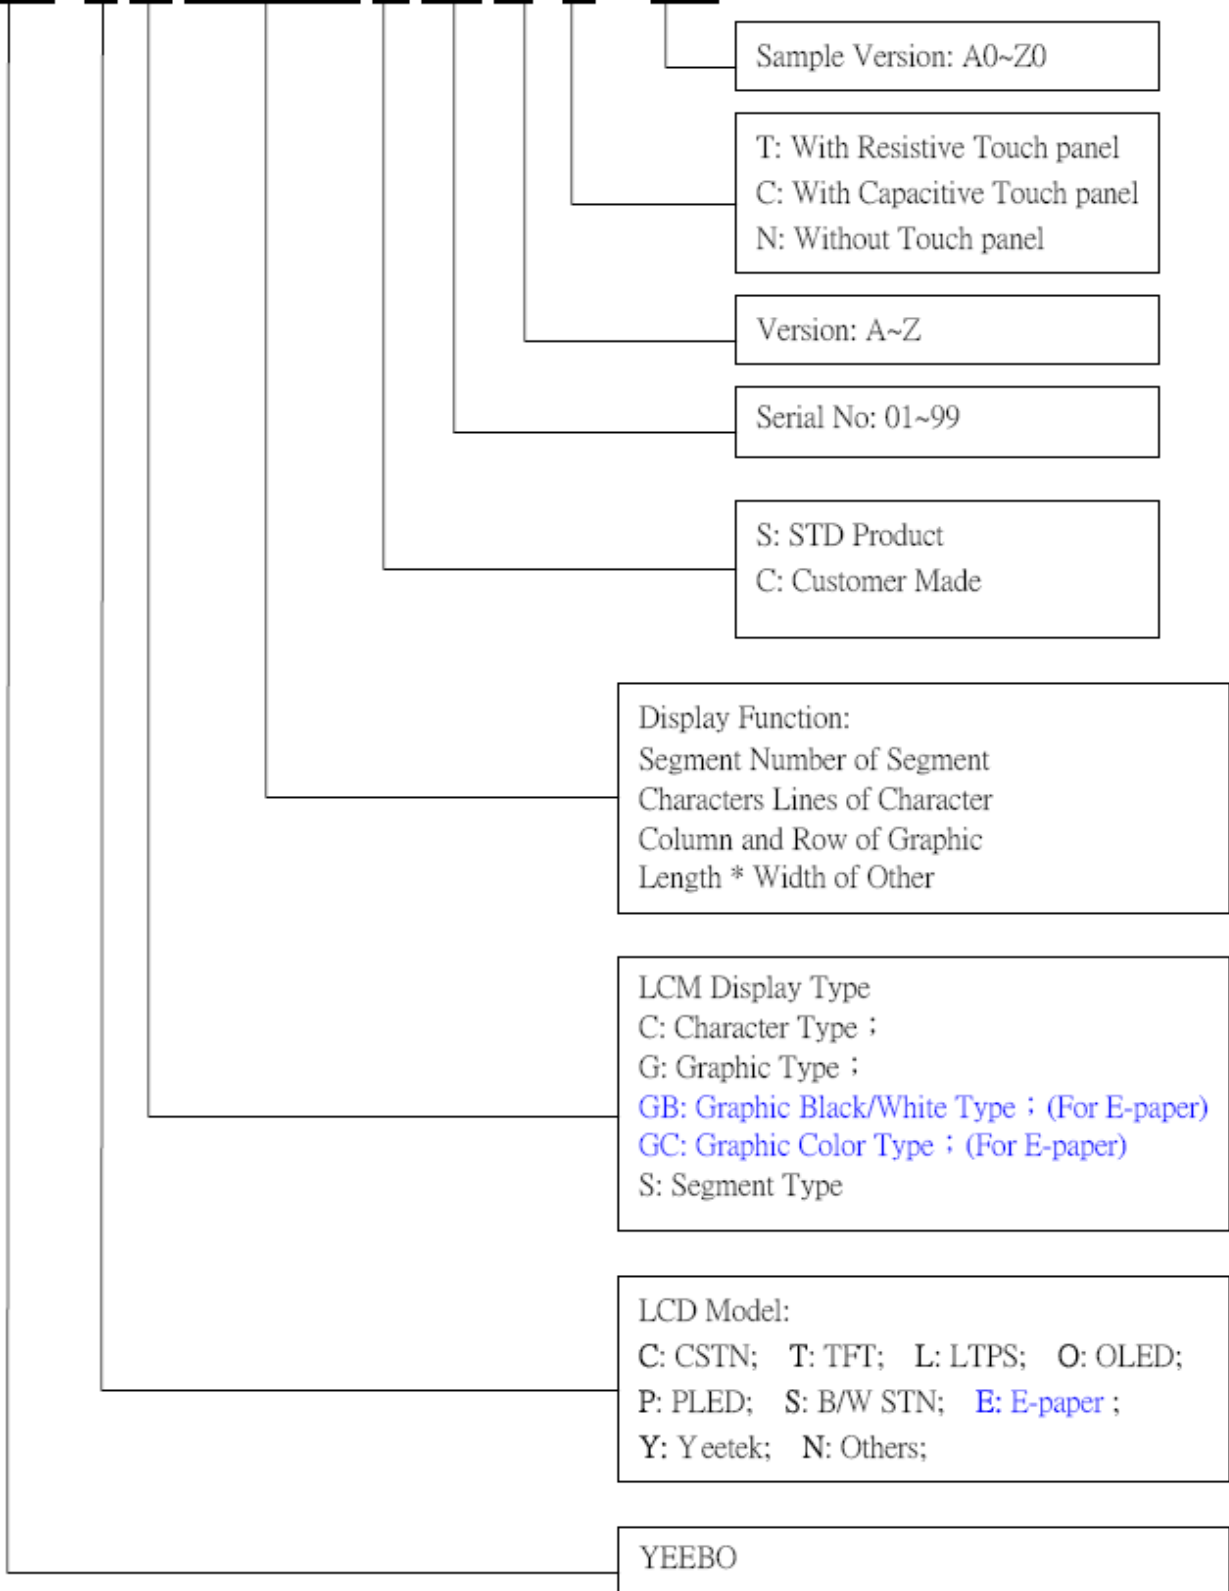 Sample Version: A0~Z0
T: With Resistive Touch panel
C: With Capacitive Touch panel
N: Without Touch panel
Version: A~Z
Serial No: 01~99
S: STD Product
C: Customer Made
Display Function:
Segment Number of Segment
Characters Lines of Character
Column and Row of Graphic
Length * Width of Other
LCM Display Type
C: Character Type；
G: Graphic Type；
GB: Graphic Black/White Type；(For E-paper)
GC: Graphic Color Type；(For E-paper)
S: Segment Type
LCD Model:
C: CSTN; T: TFT; L: LTPS; O: OLED;
P: PLED; S: B/W STN; E: E-paper ;
Y: Yeetek; N: Others;
YEEBO